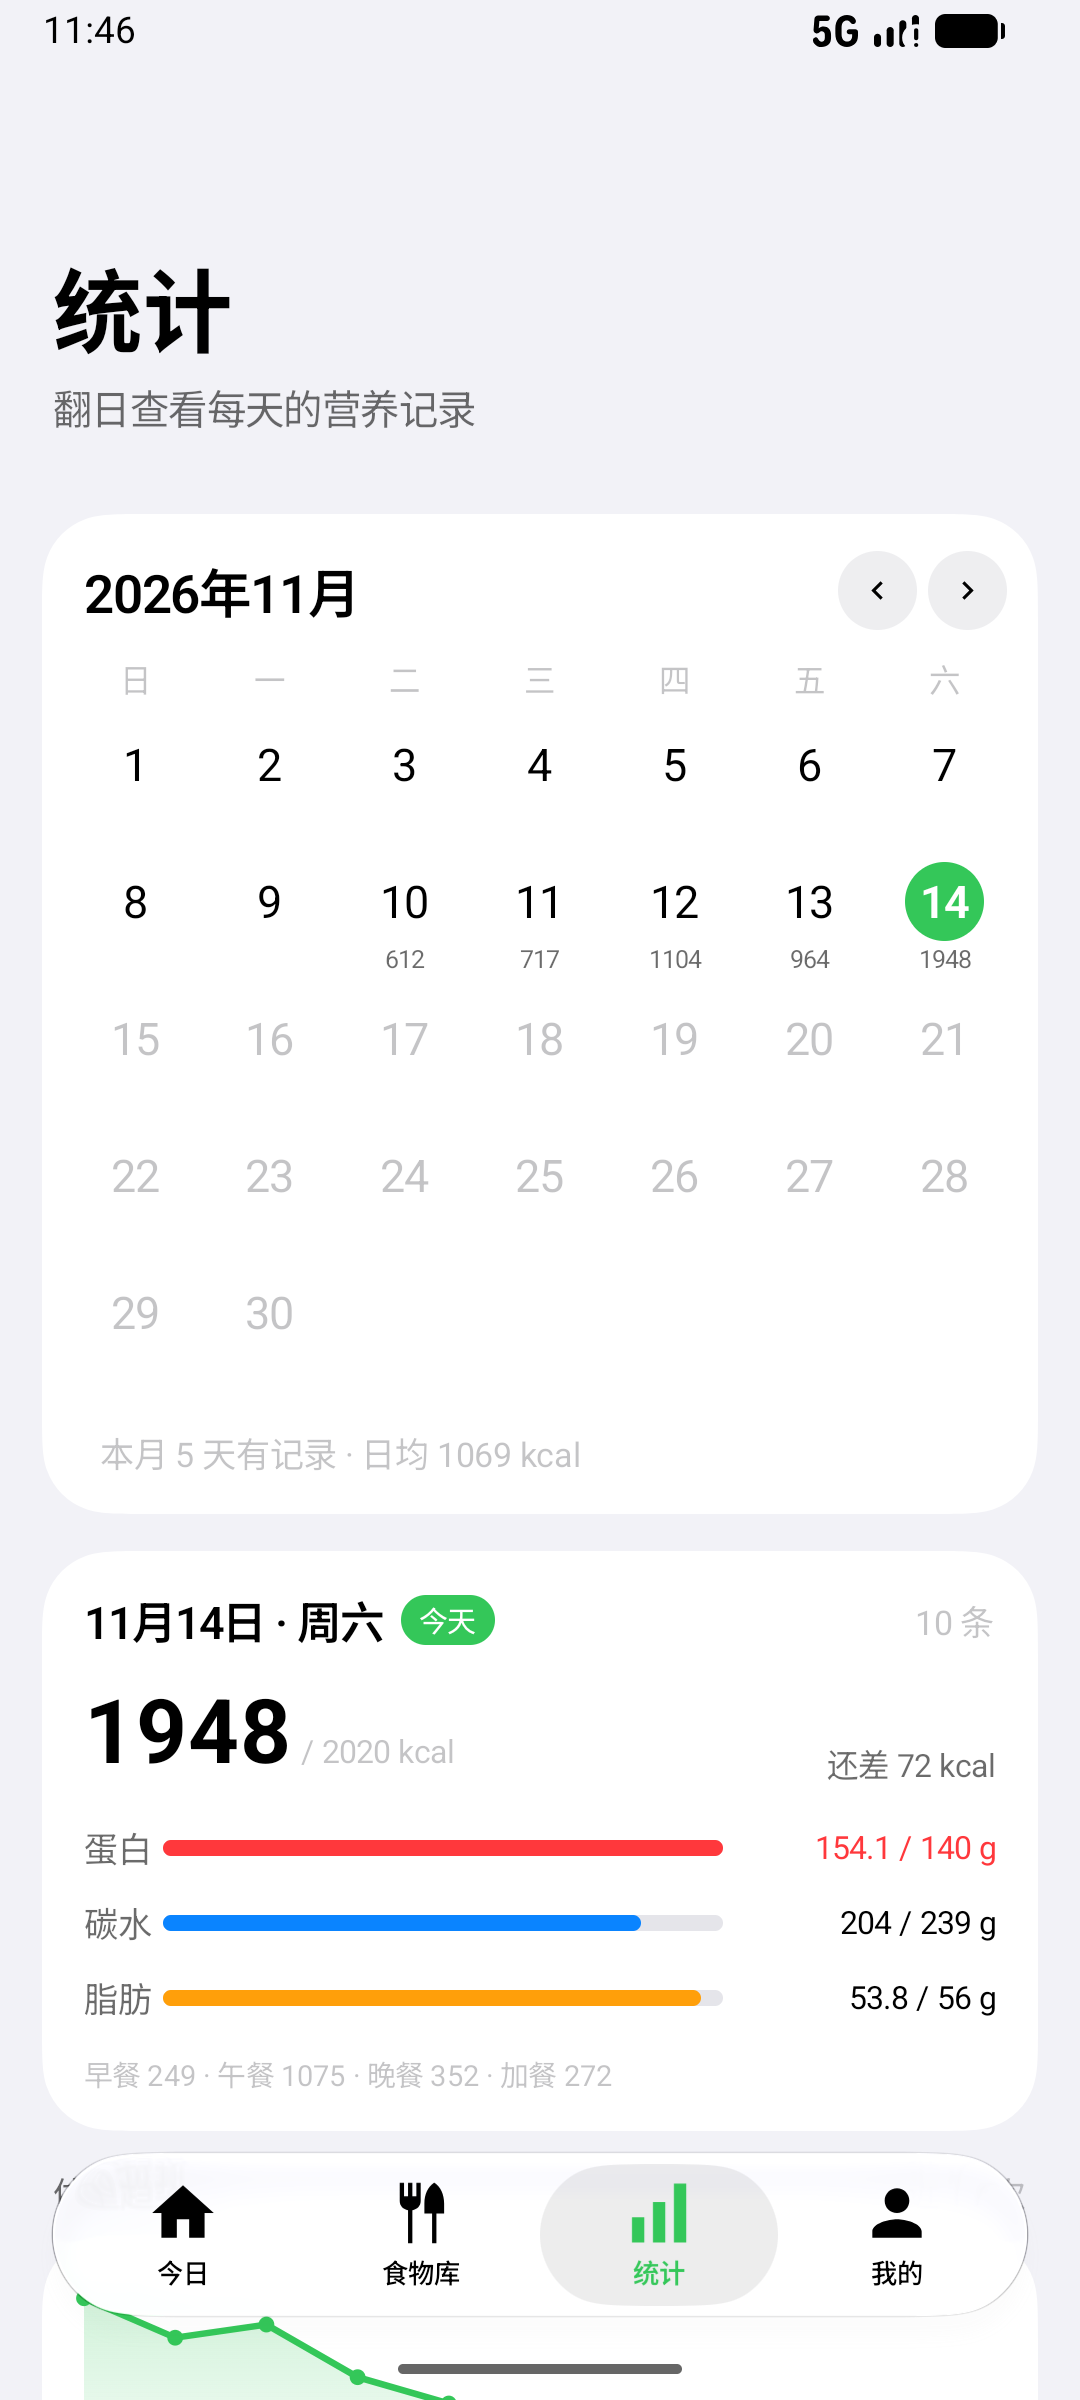 11:46
5G
统计
翻日查看每天的营养记录
2026年11月
日 一 二 三 四 五 六
1 2 3 4 5 6 7
8 9 10 11 12 13 14
612 717 1104 964 1948
15 16 17 18 19 20 21
22 23 24 25 26 27 28
29 30
本月 5 天有记录 · 日均 1069 kcal
11月14日 · 周六 今天 10 条
1948 / 2020 kcal
还差 72 kcal
蛋白 154.1 / 140 g
碳水 204 / 239 g
脂肪 53.8 / 56 g
早餐 249 · 午餐 1075 · 晚餐 352 · 加餐 272
今日 食物库 统计 我的